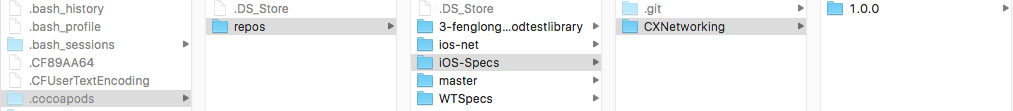 .bash_history
.bash_profile
.bash_sessions
.CF89AA64
.CFUserTextEncoding
.cocoapods
.DS_Store
repos
.DS_Store
3-fenglong...odtestlibrary
ios-net
iOS-Specs
master
WTSpecs
.git
CXNetworking
1.0.0